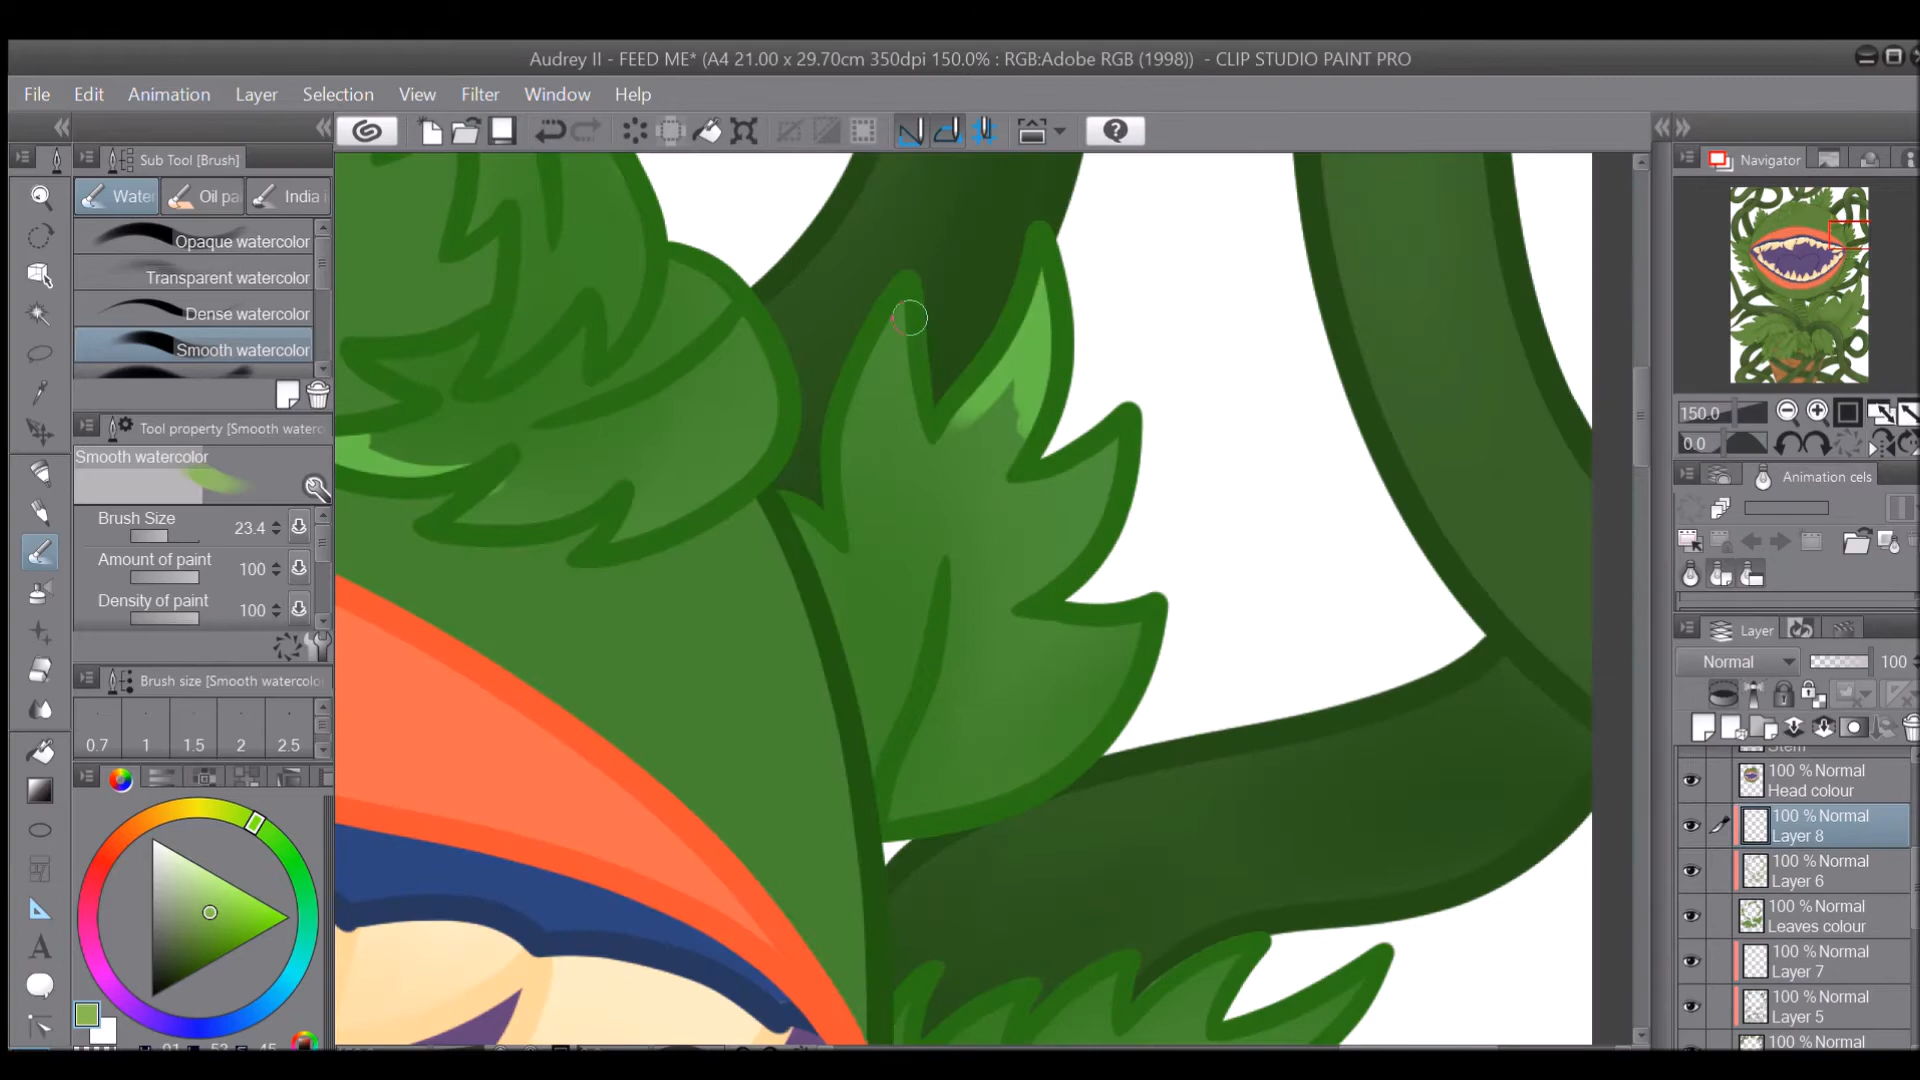 Audrey II - FEED ME* (A4 21.00 x 29.70cm 350dpi 150.0% : RGB:Adobe RGB (1998)) - CLIP STUDIO PAINT PRO
File Edit Animation Layer Selection View Filter Window Help
Sub Tool [Brush]
Water Oil pa India i
Opaque watercolor
Transparent watercolor
Dense watercolor
Smooth watercolor
Tool property [Smooth waterc
Smooth watercolor
Brush Size 23.4
Amount of paint 100
Density of paint 100
Brush size [Smooth watercolo
0.7 1 1.5 2 2.5
A
Navigator
150.0
0.0
Animation cels
Layer
Normal 100
100 % Normal
Head colour
100 % Normal
Layer 8
100 % Normal
Layer 6
100 % Normal
Leaves colour
100 % Normal
Layer 7
100 % Normal
Layer 5
100 % Normal